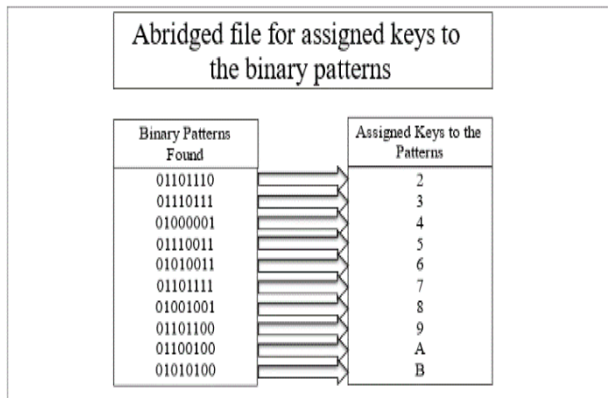 Abridged file for assigned keys to
the binary patterns
Binary Patterns
Found
Assigned Keys to the
Patterns
01101110 2
01110111 3
01000001 4
01110011 5
01010011 6
01101111 7
01001001 8
01101100 9
01100100 A
01010100 B